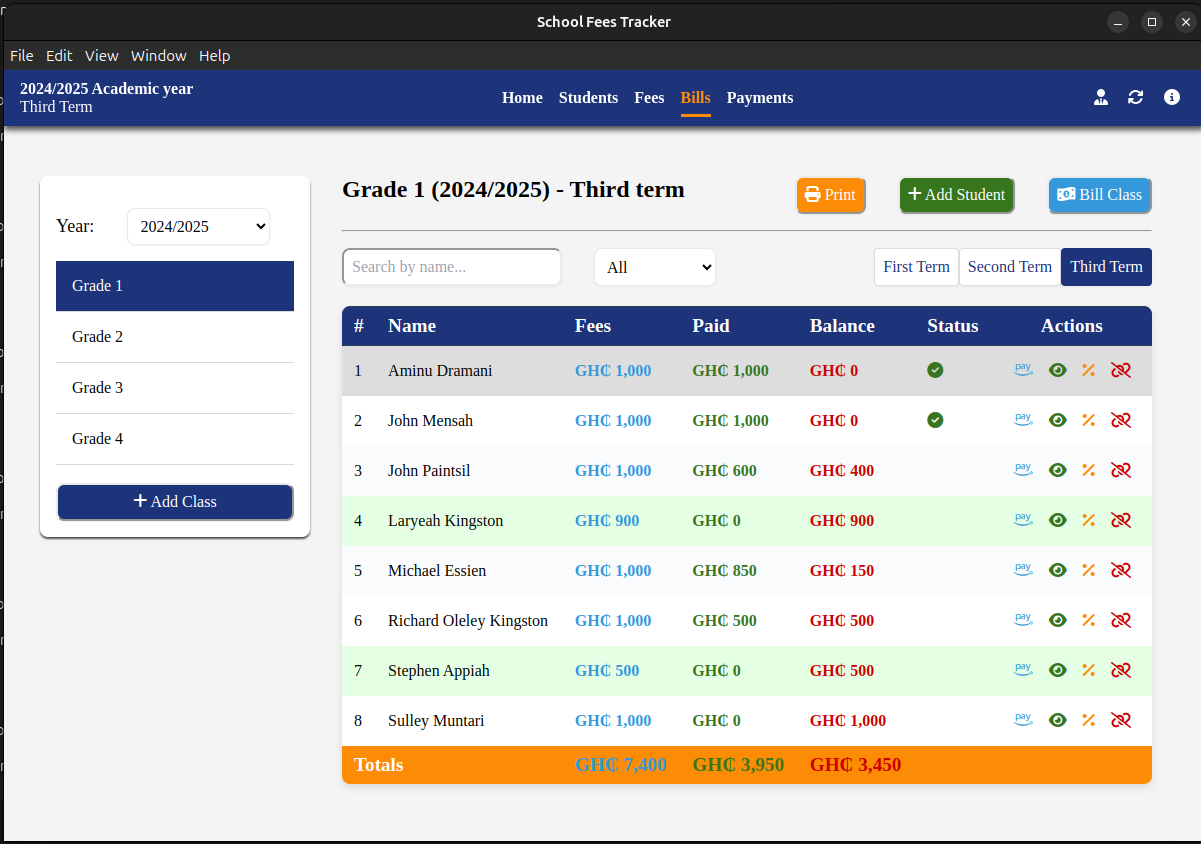 School Fees Tracker
File Edit View Window Help
2024/2025 Academic year
Third Term
Home Students Fees Bills Payments
Year: 2024/2025
Grade 1
Grade 2
Grade 3
Grade 4
+ Add Class
Grade 1 (2024/2025) - Third term
Print
+ Add Student
Bill Class
Search by name...
All
First Term Second Term Third Term
# Name Fees Paid Balance Status Actions
1 Aminu Dramani GH₵ 1,000 GH₵ 1,000 GH₵ 0 pay
2 John Mensah GH₵ 1,000 GH₵ 1,000 GH₵ 0 pay
3 John Paintsil GH₵ 1,000 GH₵ 600 GH₵ 400 pay
4 Laryeah Kingston GH₵ 900 GH₵ 0 GH₵ 900 pay
5 Michael Essien GH₵ 1,000 GH₵ 850 GH₵ 150 pay
6 Richard Oleley Kingston GH₵ 1,000 GH₵ 500 GH₵ 500 pay
7 Stephen Appiah GH₵ 500 GH₵ 0 GH₵ 500 pay
8 Sulley Muntari GH₵ 1,000 GH₵ 0 GH₵ 1,000 pay
Totals GH₵ 7,400 GH₵ 3,950 GH₵ 3,450